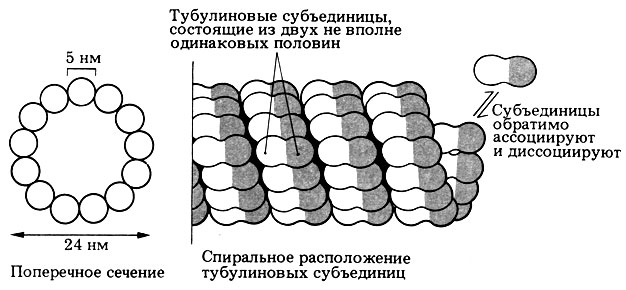 5 нм
24 нм
Поперечное сечение
Тубулиновые субъединицы,
состоящие из двух не вполне
одинаковых половин
Субъединицы
обратимо
ассоциируют
и диссоциируют
Спиральное расположение
тубулиновых субъединиц